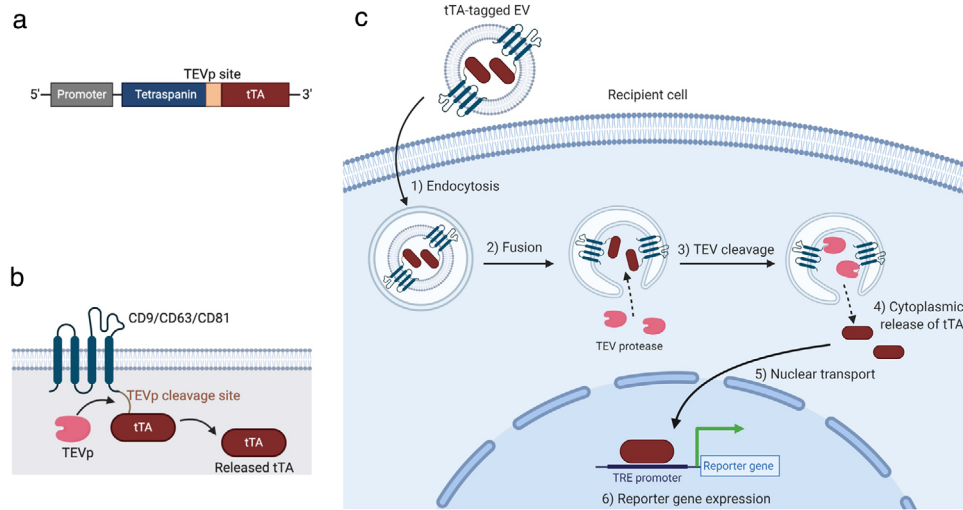 a
TEVp site
5'
Promoter
Tetraspanin
tTA
3'
b
CD9/CD63/CD81
TEVp cleavage site
tTA
TEVp
tTA
Released tTA
c
tTA-tagged EV
Recipient cell
1) Endocytosis
2) Fusion
3) TEV cleavage
TEV protease
4) Cytoplasmic
release of tTA
5) Nuclear transport
TRE promoter
Reporter gene
6) Reporter gene expression